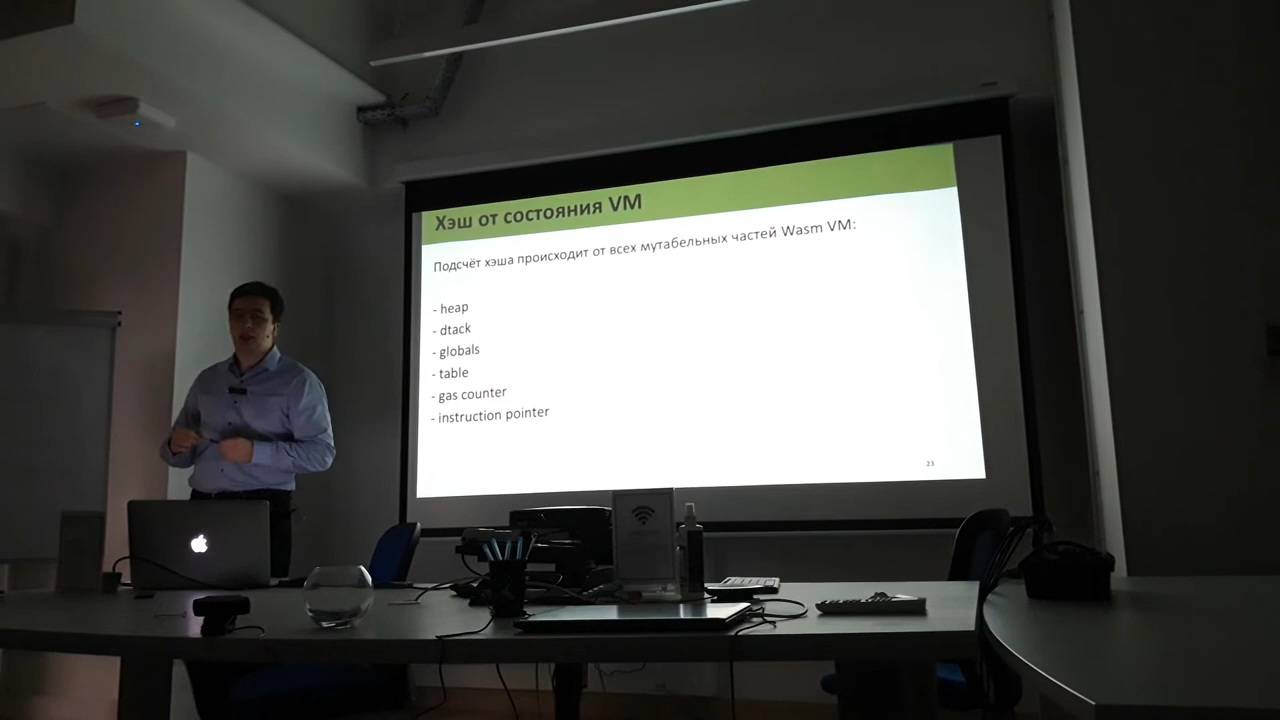 Хэш от состояния VM
Подсчёт хэша происходит от всех мутабельных частей Wasm VM:
- heap
- dtack
- globals
- table
- gas counter
- instruction pointer
23